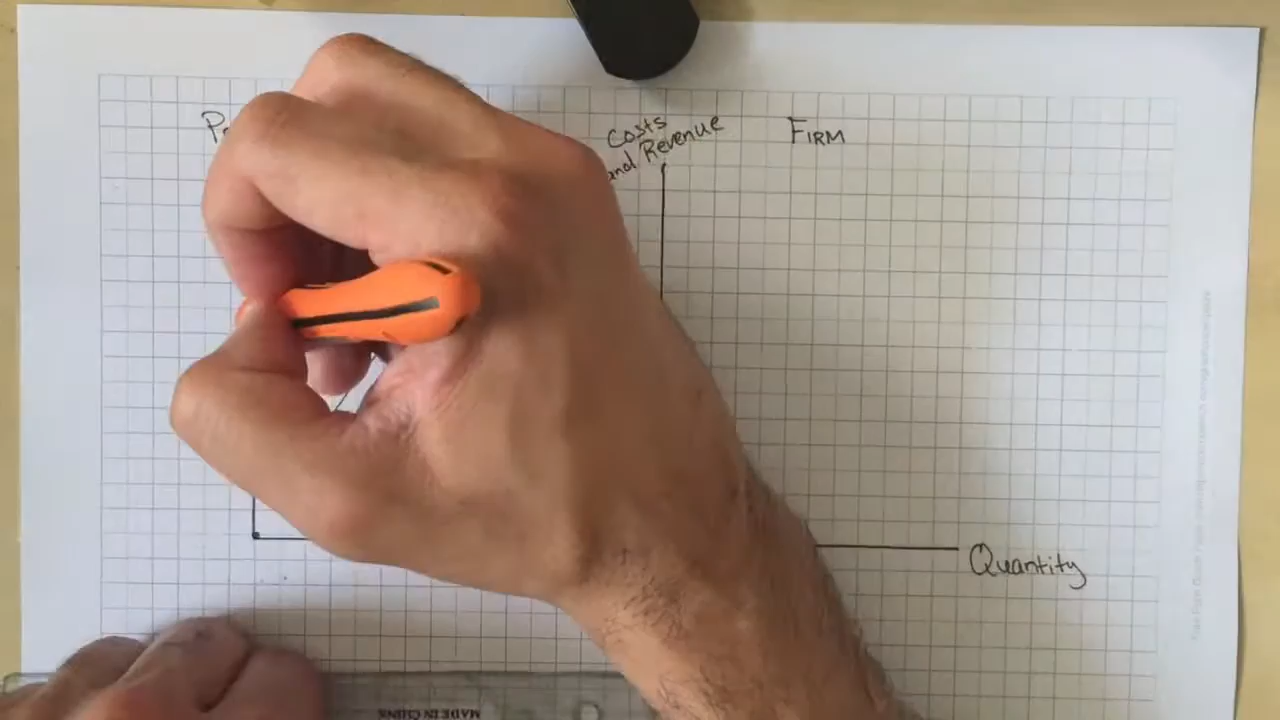 Costs
and Revenue
FIRM
Quantity
MADE IN CHINA